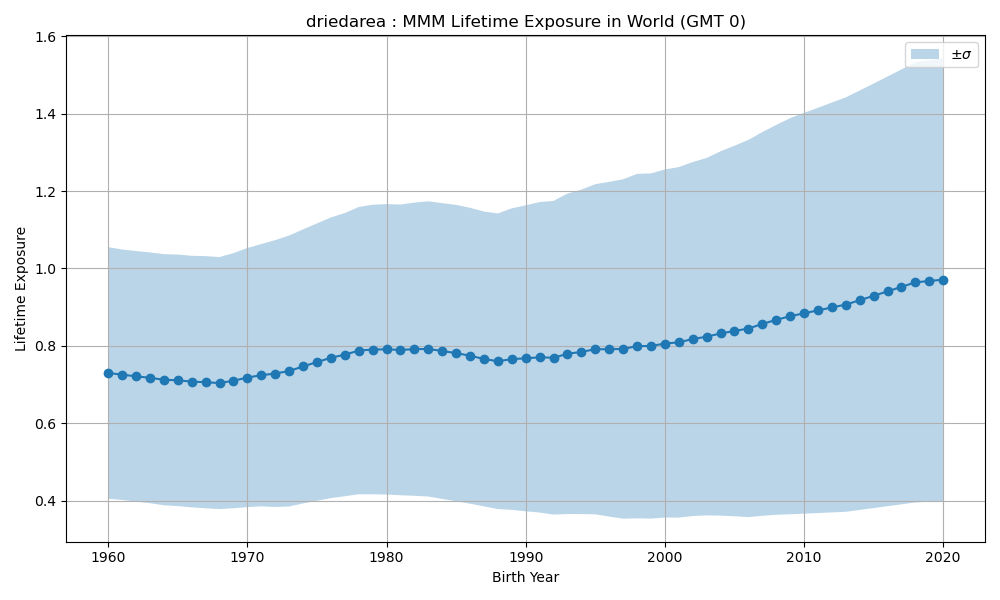 driedarea : MMM Lifetime Exposure in World (GMT 0)
±σ
Lifetime Exposure
1.6
1.4
1.2
1.0
0.8
0.6
0.4
1960 1970 1980 1990 2000 2010 2020
Birth Year